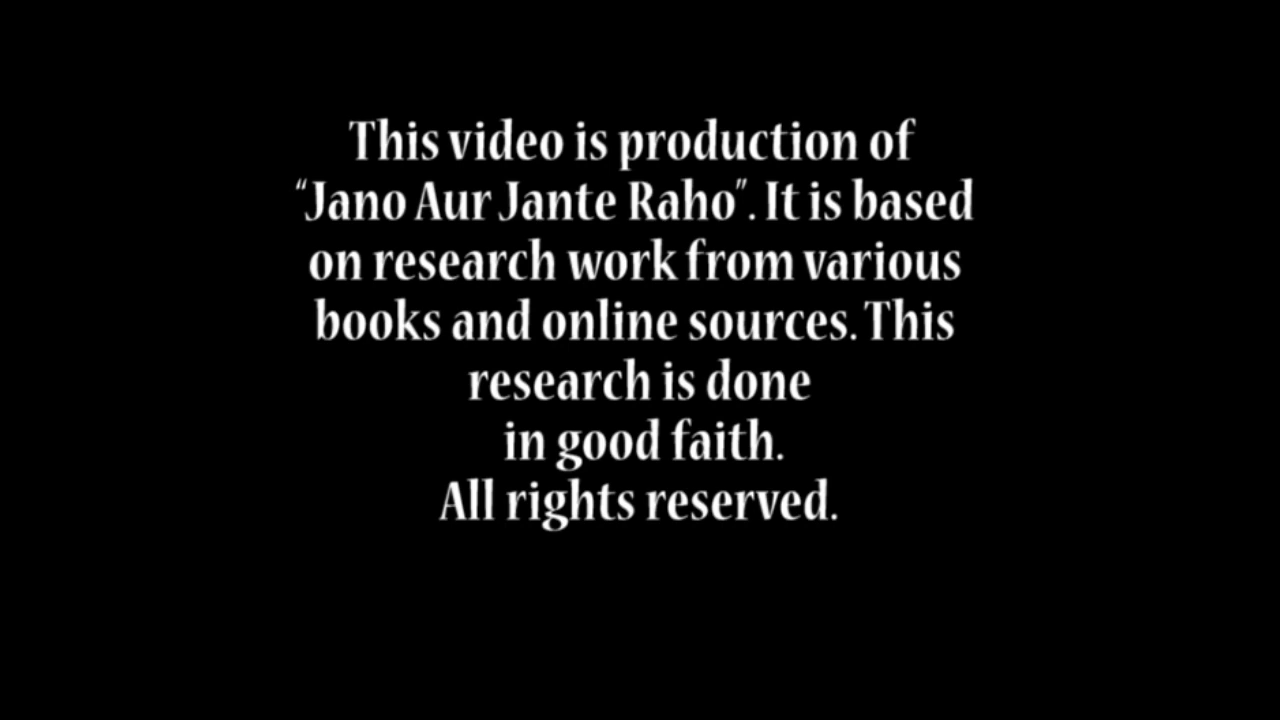 This video is production of
“Jano Aur Jante Raho”. It is based
on research work from various
books and online sources. This
research is done
in good faith.
All rights reserved.